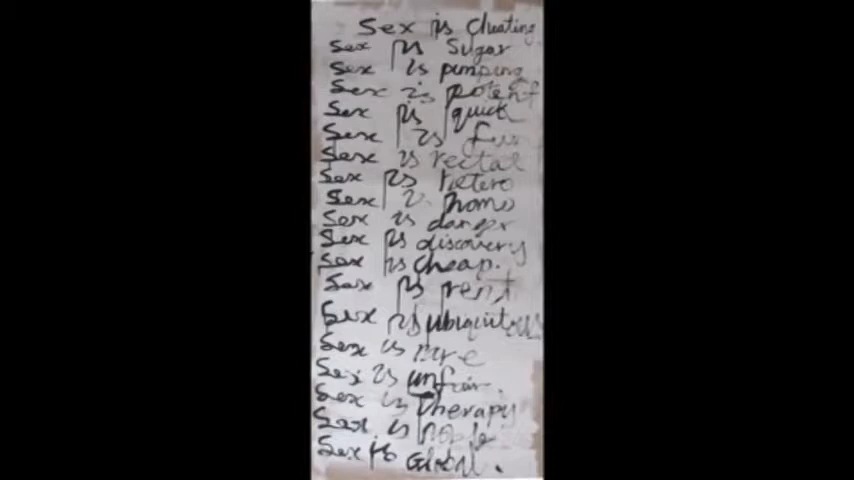 Sex is Cheating
Sex is Sugar
Sex is pumping
Sex is potent
Sex is quick
Sex is fun
Sex is rectal
Sex is hetero
Sex is homo
Sex is danger
Sex is discovery
Sex is cheap.
Sex is rent
Sex is ubiquitous
Sex is rare
Sex is unfair.
Sex is Therapy
Sex is
Sex is Global.